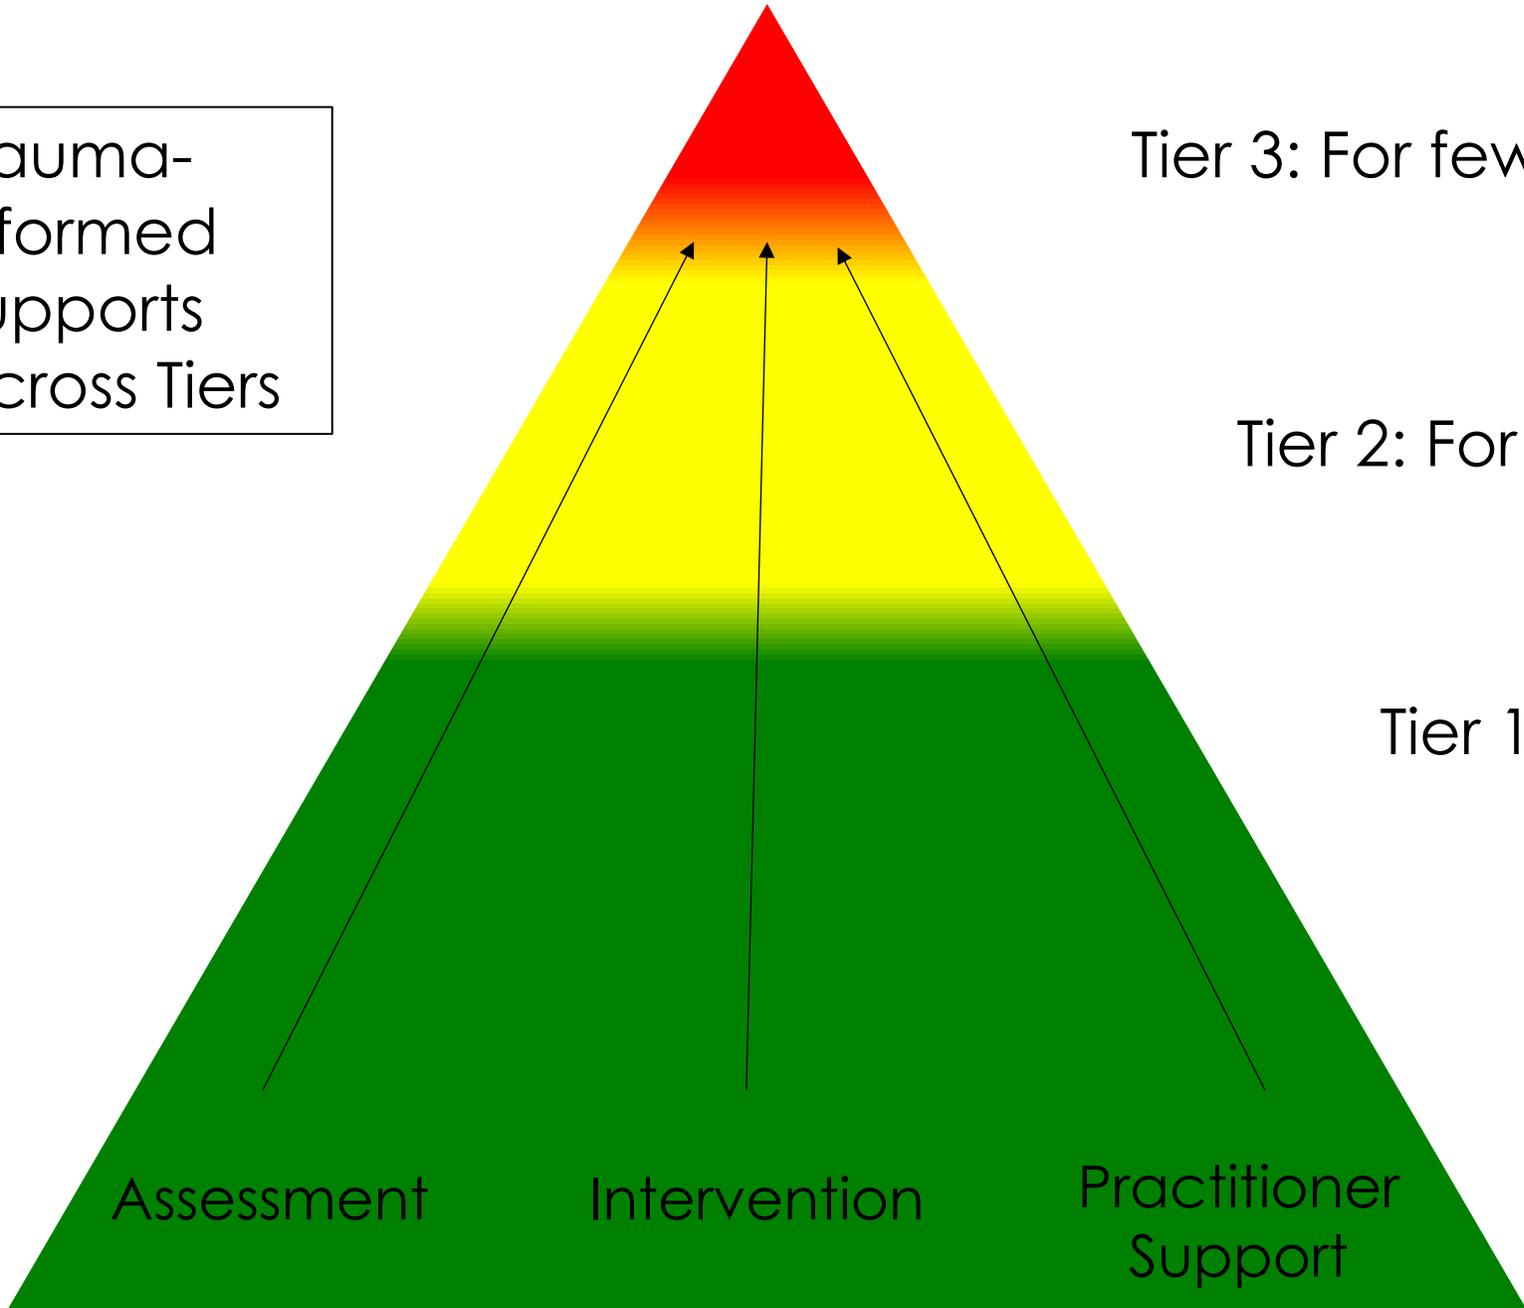 auma-
formed
upports
cross Tiers
Tier 3: For few
Tier 2: For
Tier 1
Assessment
Intervention
Practitioner
Support